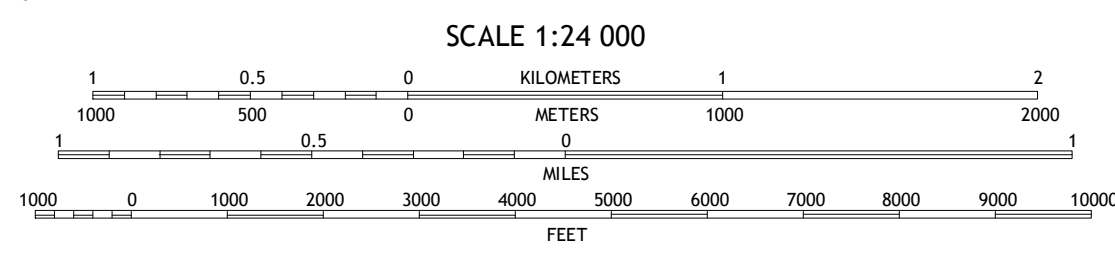 SCALE 1:24 000
1 0.5 0 KILOMETERS 1 2
1000 500 0 METERS 1000 2000
1 0.5 0 1
MILES
1000 0 1000 2000 3000 4000 5000 6000 7000 8000 9000 10000
FEET